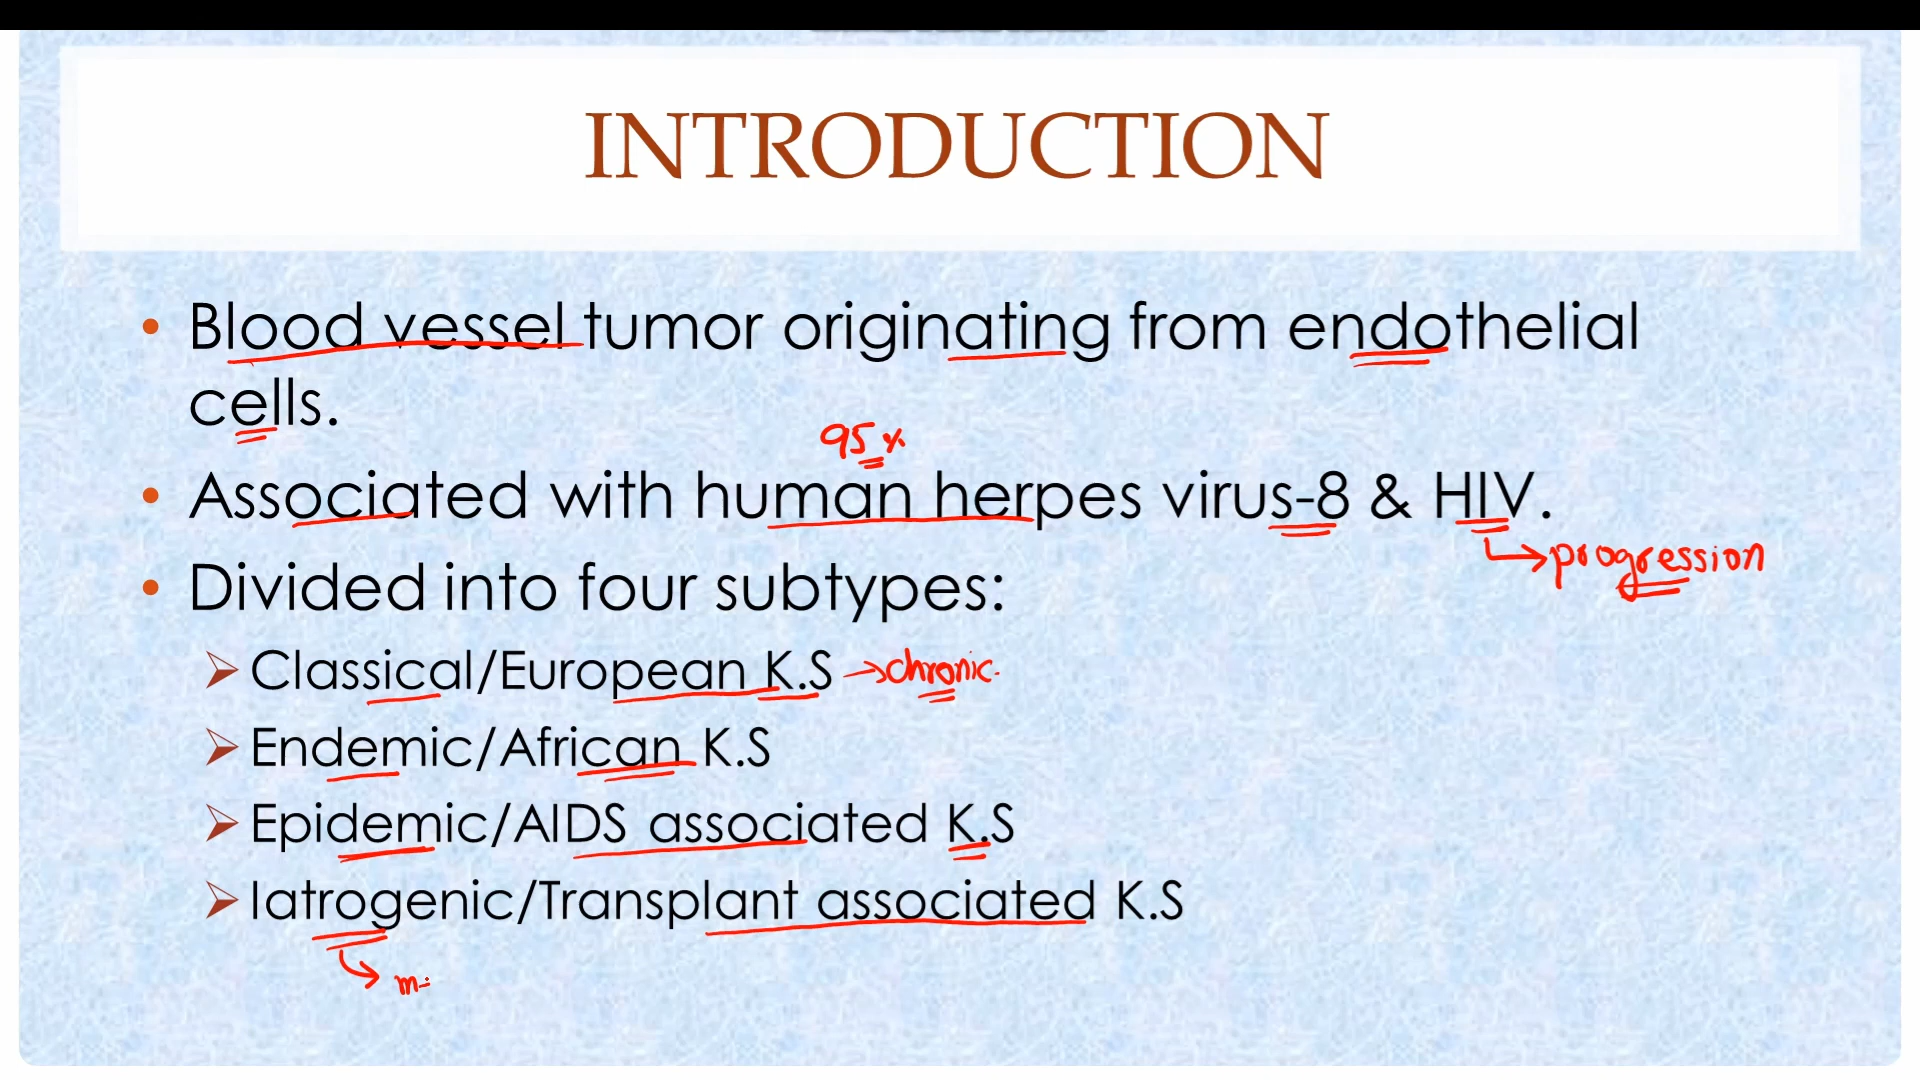 INTRODUCTION
• Blood vessel tumor originating from endothelial
cells.
95%
• Associated with human herpes virus-8 & HIV.
→progression
• Divided into four subtypes:
➢ Classical/European K.S →chronic.
➢ Endemic/African K.S
➢ Epidemic/AIDS associated K.S
➢ Iatrogenic/Transplant associated K.S